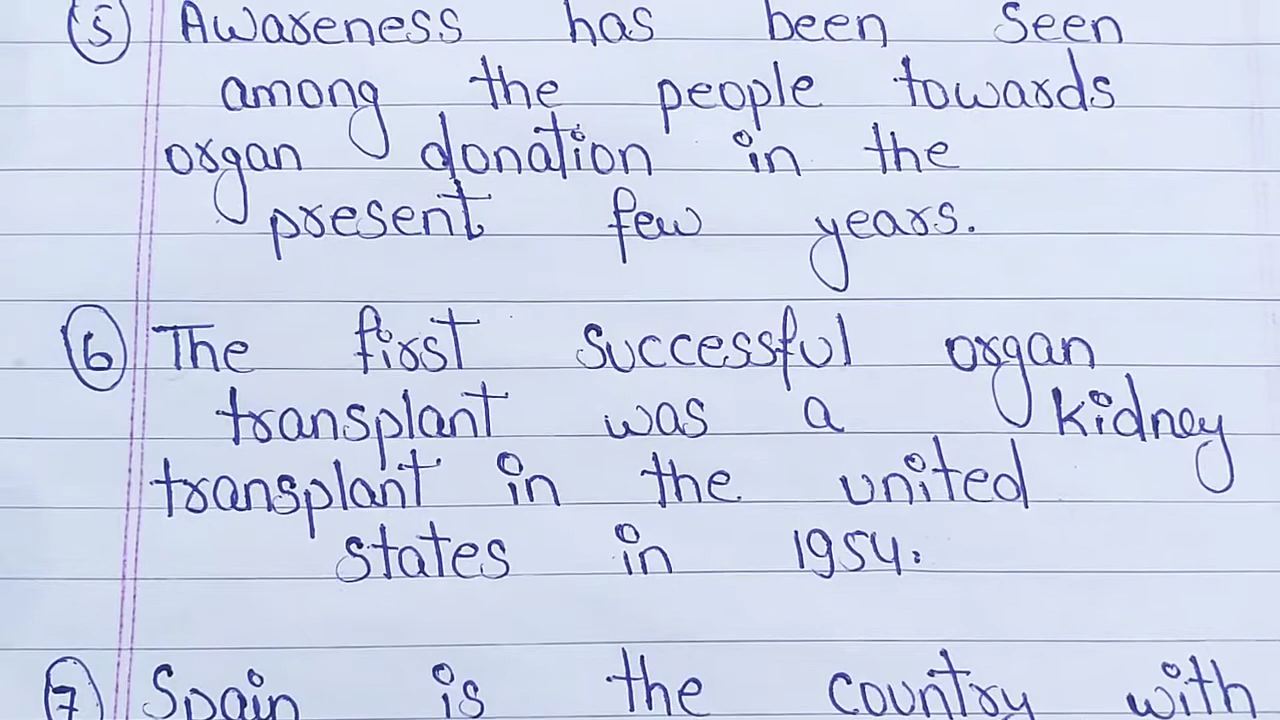 (5) Awareness has been seen
among the people towards
organ donation in the
present few years.
(6) The first successful organ
transplant was a kidney
transplant in the united
states in 1954.
(7) Spain is the country with